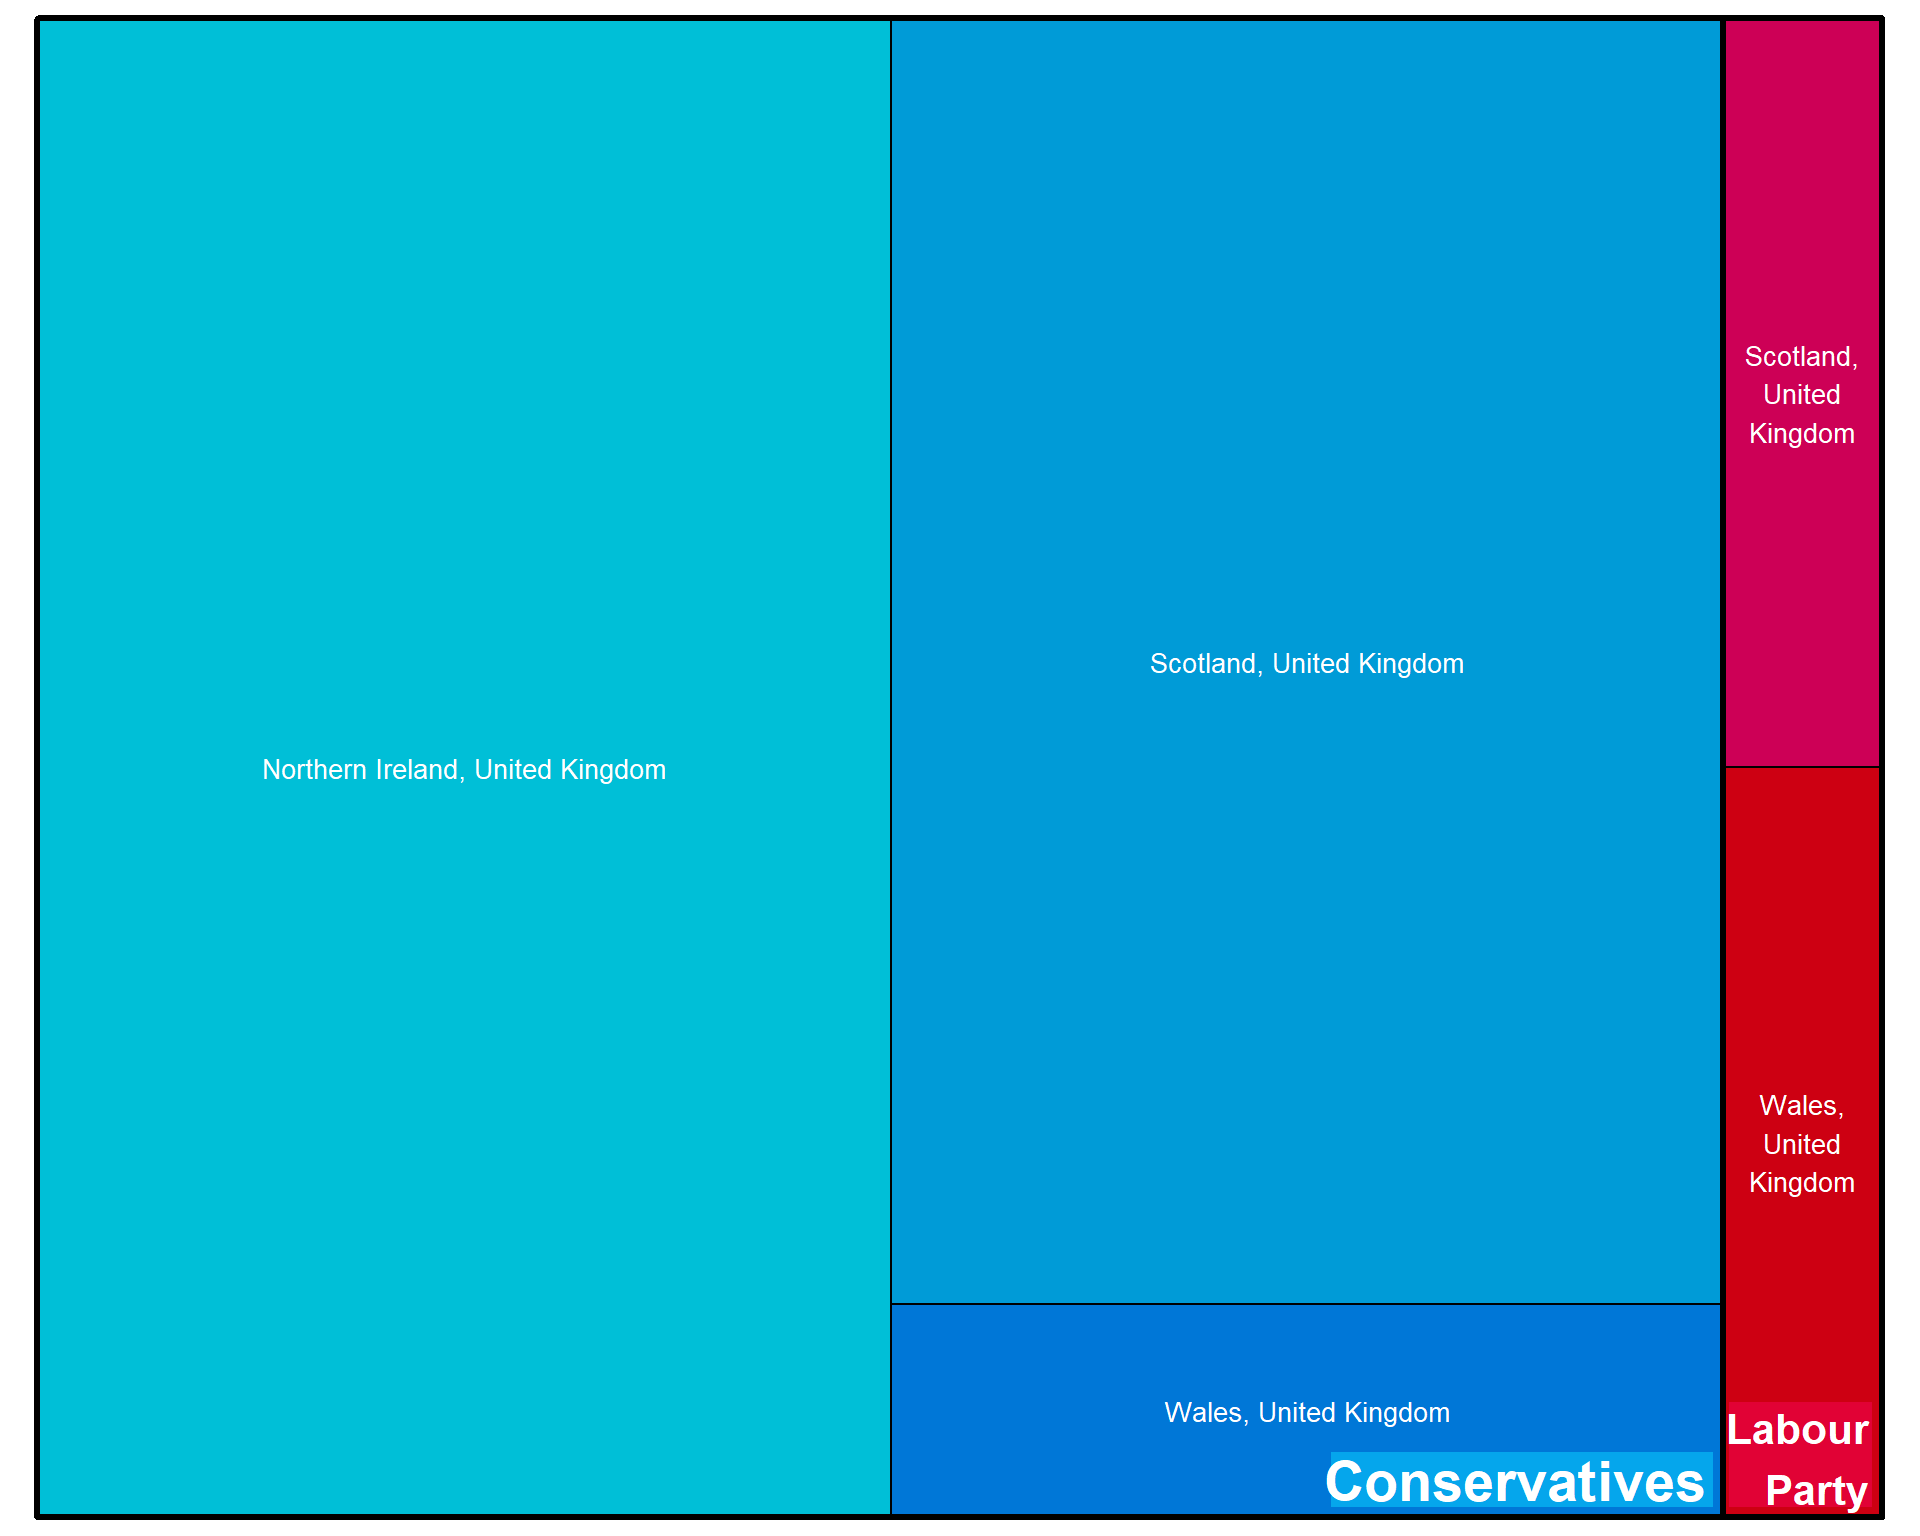 Northern Ireland, United Kingdom
Scotland, United Kingdom
Wales, United Kingdom
Conservatives
Scotland,
United
Kingdom
Wales,
United
Kingdom
Labour
Party